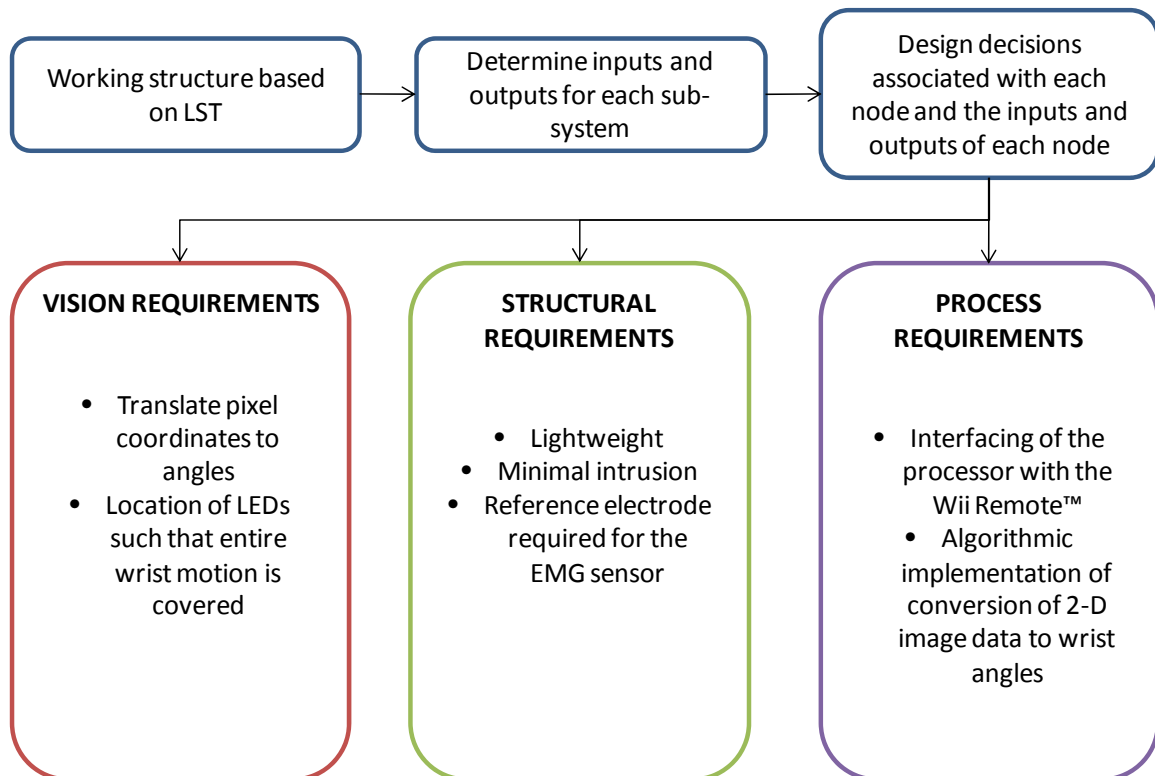 Working structure based
on LST
Determine inputs and
outputs for each sub-
system
Design decisions
associated with each
node and the inputs and
outputs of each node
VISION REQUIREMENTS
• Translate pixel
coordinates to
angles
• Location of LEDs
such that entire
wrist motion is
covered
STRUCTURAL
REQUIREMENTS
• Lightweight
• Minimal intrusion
• Reference electrode
required for the
EMG sensor
PROCESS
REQUIREMENTS
• Interfacing of the
processor with the
Wii Remote™
• Algorithmic
implementation of
conversion of 2-D
image data to wrist
angles